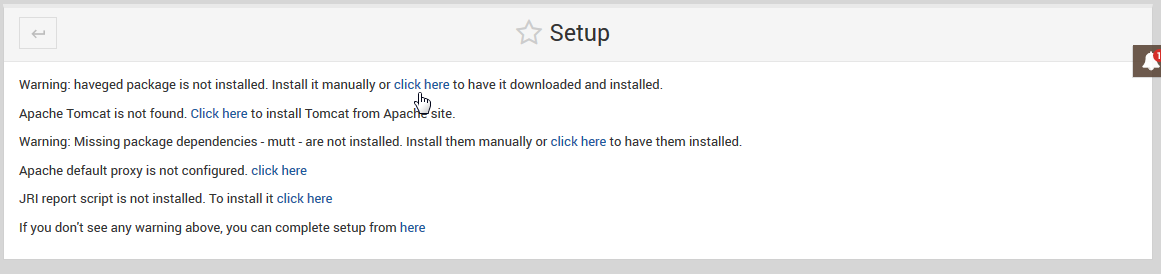 Setup
1
Warning: haveged package is not installed. Install it manually or click here to have it downloaded and installed.
Apache Tomcat is not found. Click here to install Tomcat from Apache site.
Warning: Missing package dependencies - mutt - are not installed. Install them manually or click here to have them installed.
Apache default proxy is not configured. click here
JRI report script is not installed. To install it click here
If you don't see any warning above, you can complete setup from here